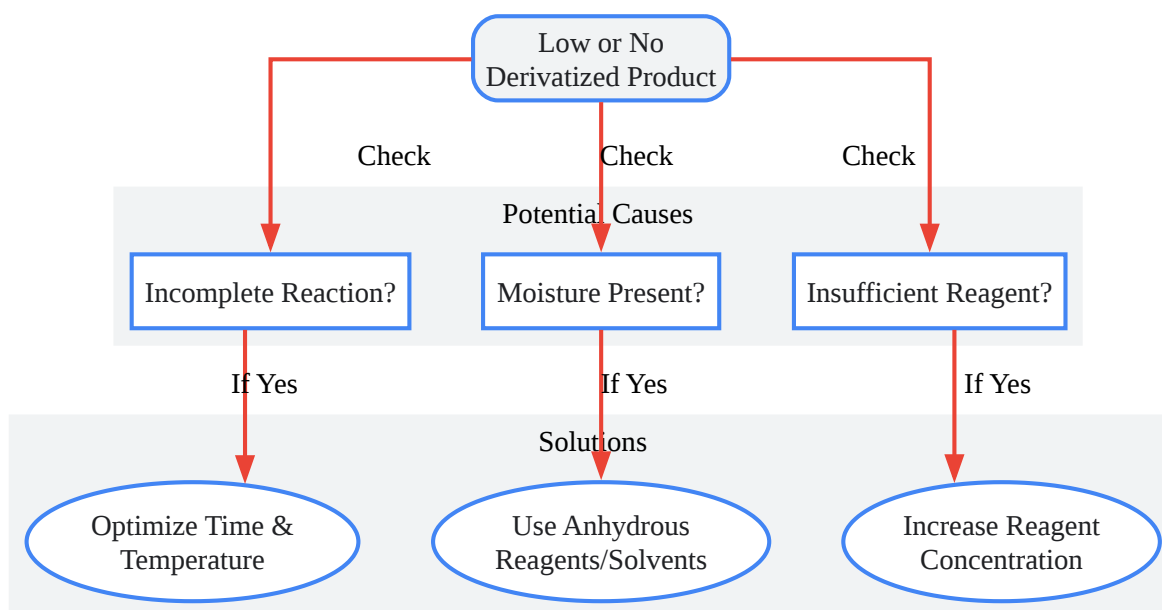 Low or No
Derivatized Product
Check
Check
Check
Potential Causes
Incomplete Reaction?
Moisture Present?
Insufficient Reagent?
If Yes
If Yes
If Yes
Solutions
Optimize Time &
Temperature
Use Anhydrous
Reagents/Solvents
Increase Reagent
Concentration